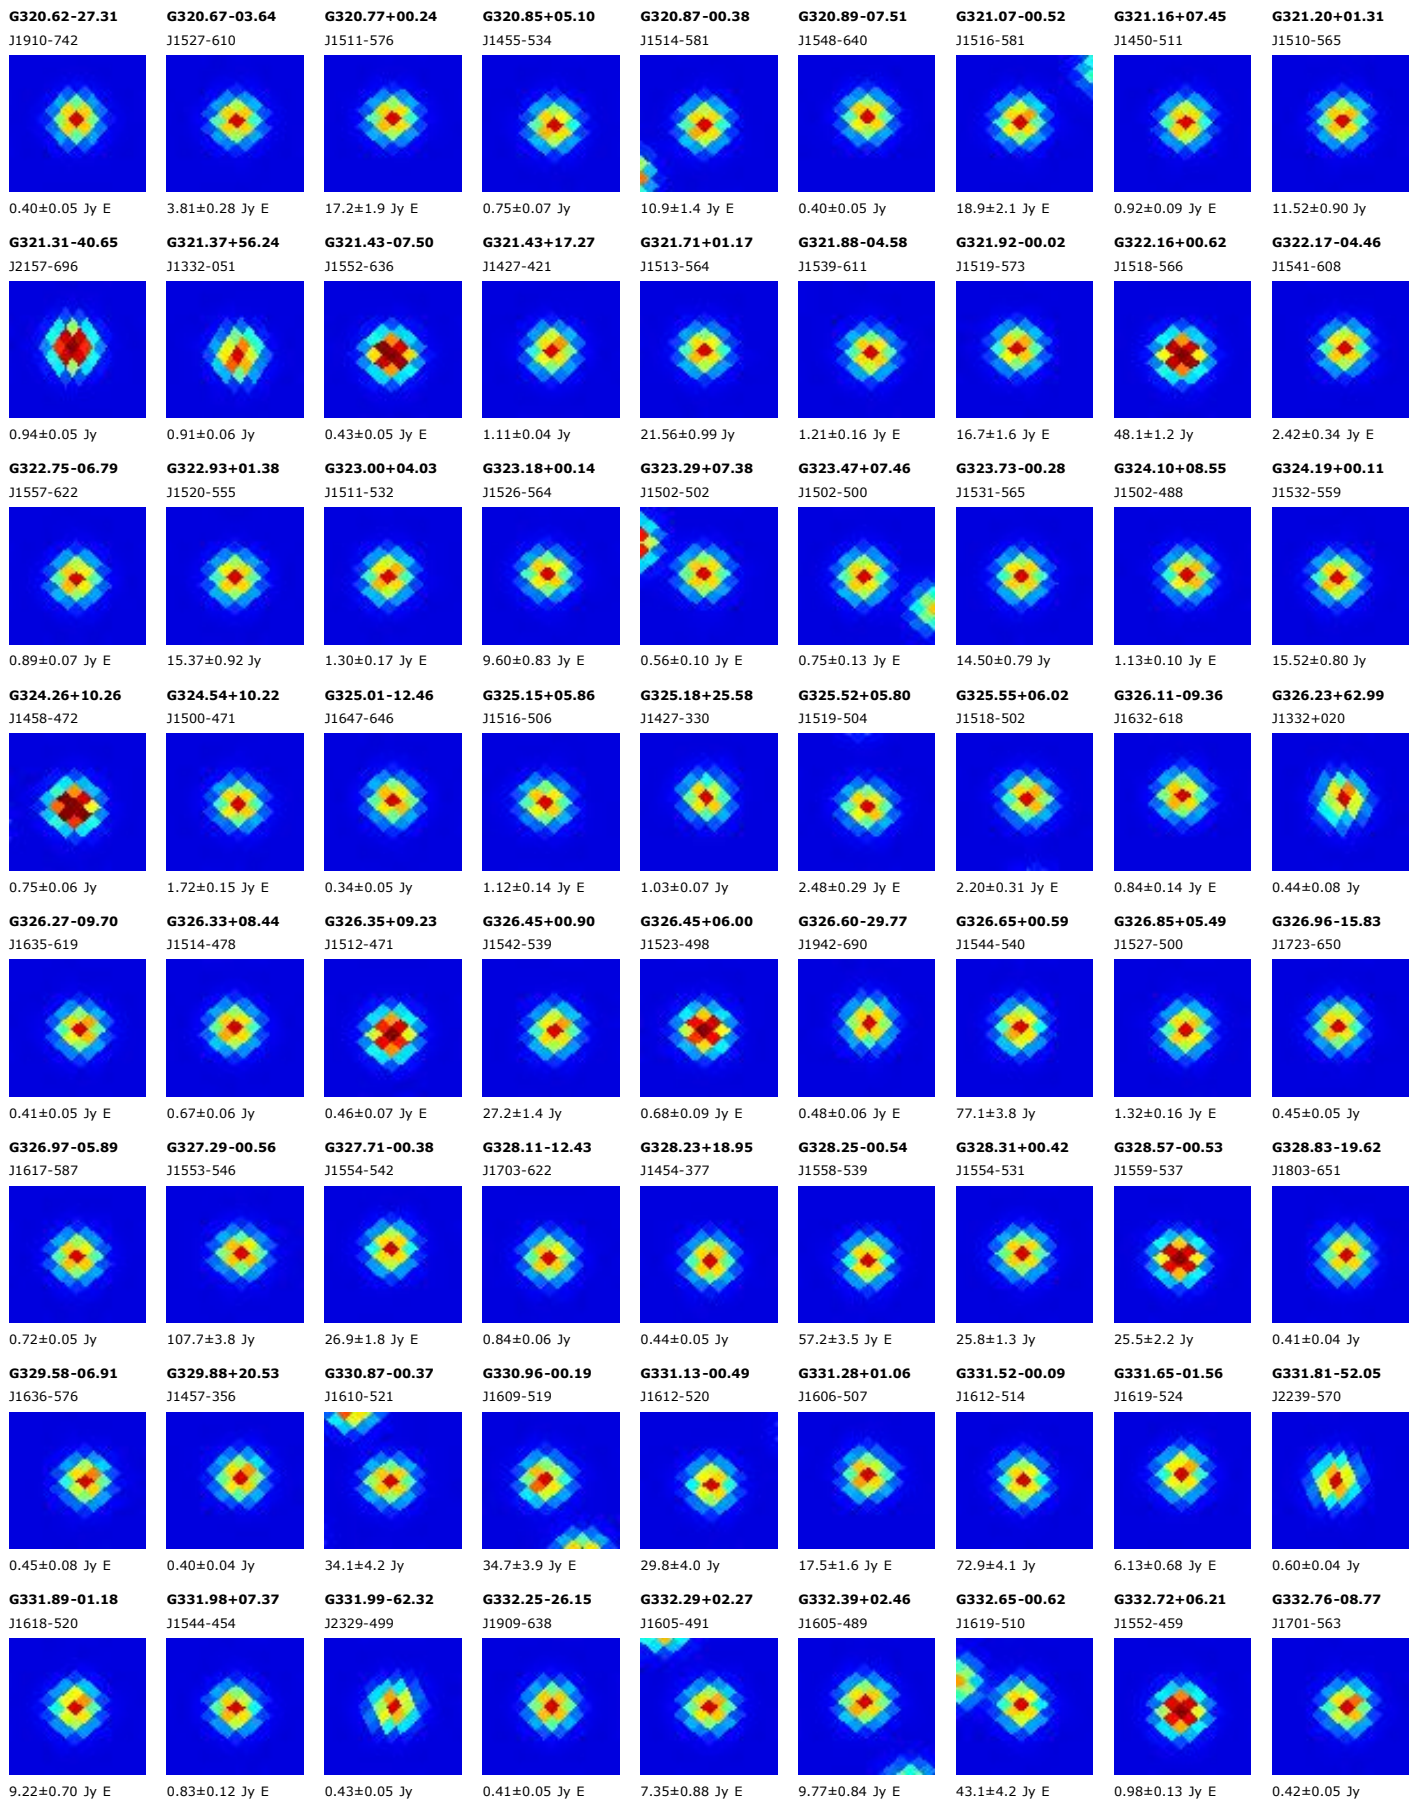 G320.62-27.31 G320.67-03.64 G320.77+00.24 G320.85+05.10 G320.87-00.38 G320.89-07.51 G321.07-00.52 G321.16+07.45 G321.20+01.31
J1910-742 J1527-610 J1511-576 J1455-534 J1514-581 J1548-640 J1516-581 J1450-511 J1510-565
0.40±0.05 Jy E 3.81±0.28 Jy E 17.2±1.9 Jy E 0.75±0.07 Jy 10.9±1.4 Jy E 0.40±0.05 Jy 18.9±2.1 Jy E 0.92±0.09 Jy E 11.52±0.90 Jy
G321.31-40.65 G321.37+56.24 G321.43-07.50 G321.43+17.27 G321.71+01.17 G321.88-04.58 G321.92-00.02 G322.16+00.62 G322.17-04.46
J2157-696 J1332-051 J1552-636 J1427-421 J1513-564 J1539-611 J1519-573 J1518-566 J1541-608
0.94±0.05 Jy 0.91±0.06 Jy 0.43±0.05 Jy E 1.11±0.04 Jy 21.56±0.99 Jy 1.21±0.16 Jy E 16.7±1.6 Jy E 48.1±1.2 Jy 2.42±0.34 Jy E
G322.75-06.79 G322.93+01.38 G323.00+04.03 G323.18+00.14 G323.29+07.38 G323.47+07.46 G323.73-00.28 G324.10+08.55 G324.19+00.11
J1557-622 J1520-555 J1511-532 J1526-564 J1502-502 J1502-500 J1531-565 J1502-488 J1532-559
0.89±0.07 Jy E 15.37±0.92 Jy 1.30±0.17 Jy E 9.60±0.83 Jy E 0.56±0.10 Jy E 0.75±0.13 Jy E 14.50±0.79 Jy 1.13±0.10 Jy E 15.52±0.80 Jy
G324.26+10.26 G324.54+10.22 G325.01-12.46 G325.15+05.86 G325.18+25.58 G325.52+05.80 G325.55+06.02 G326.11-09.36 G326.23+62.99
J1458-472 J1500-471 J1647-646 J1516-506 J1427-330 J1519-504 J1518-502 J1632-618 J1332+020
0.75±0.06 Jy 1.72±0.15 Jy E 0.34±0.05 Jy 1.12±0.14 Jy E 1.03±0.07 Jy 2.48±0.29 Jy E 2.20±0.31 Jy E 0.84±0.14 Jy E 0.44±0.08 Jy
G326.27-09.70 G326.33+08.44 G326.35+09.23 G326.45+00.90 G326.45+06.00 G326.60-29.77 G326.65+00.59 G326.85+05.49 G326.96-15.83
J1635-619 J1514-478 J1512-471 J1542-539 J1523-498 J1942-690 J1544-540 J1527-500 J1723-650
0.41±0.05 Jy E 0.67±0.06 Jy 0.46±0.07 Jy E 27.2±1.4 Jy 0.68±0.09 Jy E 0.48±0.06 Jy E 77.1±3.8 Jy 1.32±0.16 Jy E 0.45±0.05 Jy
G326.97-05.89 G327.29-00.56 G327.71-00.38 G328.11-12.43 G328.23+18.95 G328.25-00.54 G328.31+00.42 G328.57-00.53 G328.83-19.62
J1617-587 J1553-546 J1554-542 J1703-622 J1454-377 J1558-539 J1554-531 J1559-537 J1803-651
0.72±0.05 Jy 107.7±3.8 Jy 26.9±1.8 Jy E 0.84±0.06 Jy 0.44±0.05 Jy 57.2±3.5 Jy E 25.8±1.3 Jy 25.5±2.2 Jy 0.41±0.04 Jy
G329.58-06.91 G329.88+20.53 G330.87-00.37 G330.96-00.19 G331.13-00.49 G331.28+01.06 G331.52-00.09 G331.65-01.56 G331.81-52.05
J1636-576 J1457-356 J1610-521 J1609-519 J1612-520 J1606-507 J1612-514 J1619-524 J2239-570
0.45±0.08 Jy E 0.40±0.04 Jy 34.1±4.2 Jy 34.7±3.9 Jy E 29.8±4.0 Jy 17.5±1.6 Jy E 72.9±4.1 Jy 6.13±0.68 Jy E 0.60±0.04 Jy
G331.89-01.18 G331.98+07.37 G331.99-62.32 G332.25-26.15 G332.29+02.27 G332.39+02.46 G332.65-00.62 G332.72+06.21 G332.76-08.77
J1618-520 J1544-454 J2329-499 J1909-638 J1605-491 J1605-489 J1619-510 J1552-459 J1701-563
9.22±0.70 Jy E 0.83±0.12 Jy E 0.43±0.05 Jy 0.41±0.05 Jy E 7.35±0.88 Jy E 9.77±0.84 Jy E 43.1±4.2 Jy E 0.98±0.13 Jy E 0.42±0.05 Jy